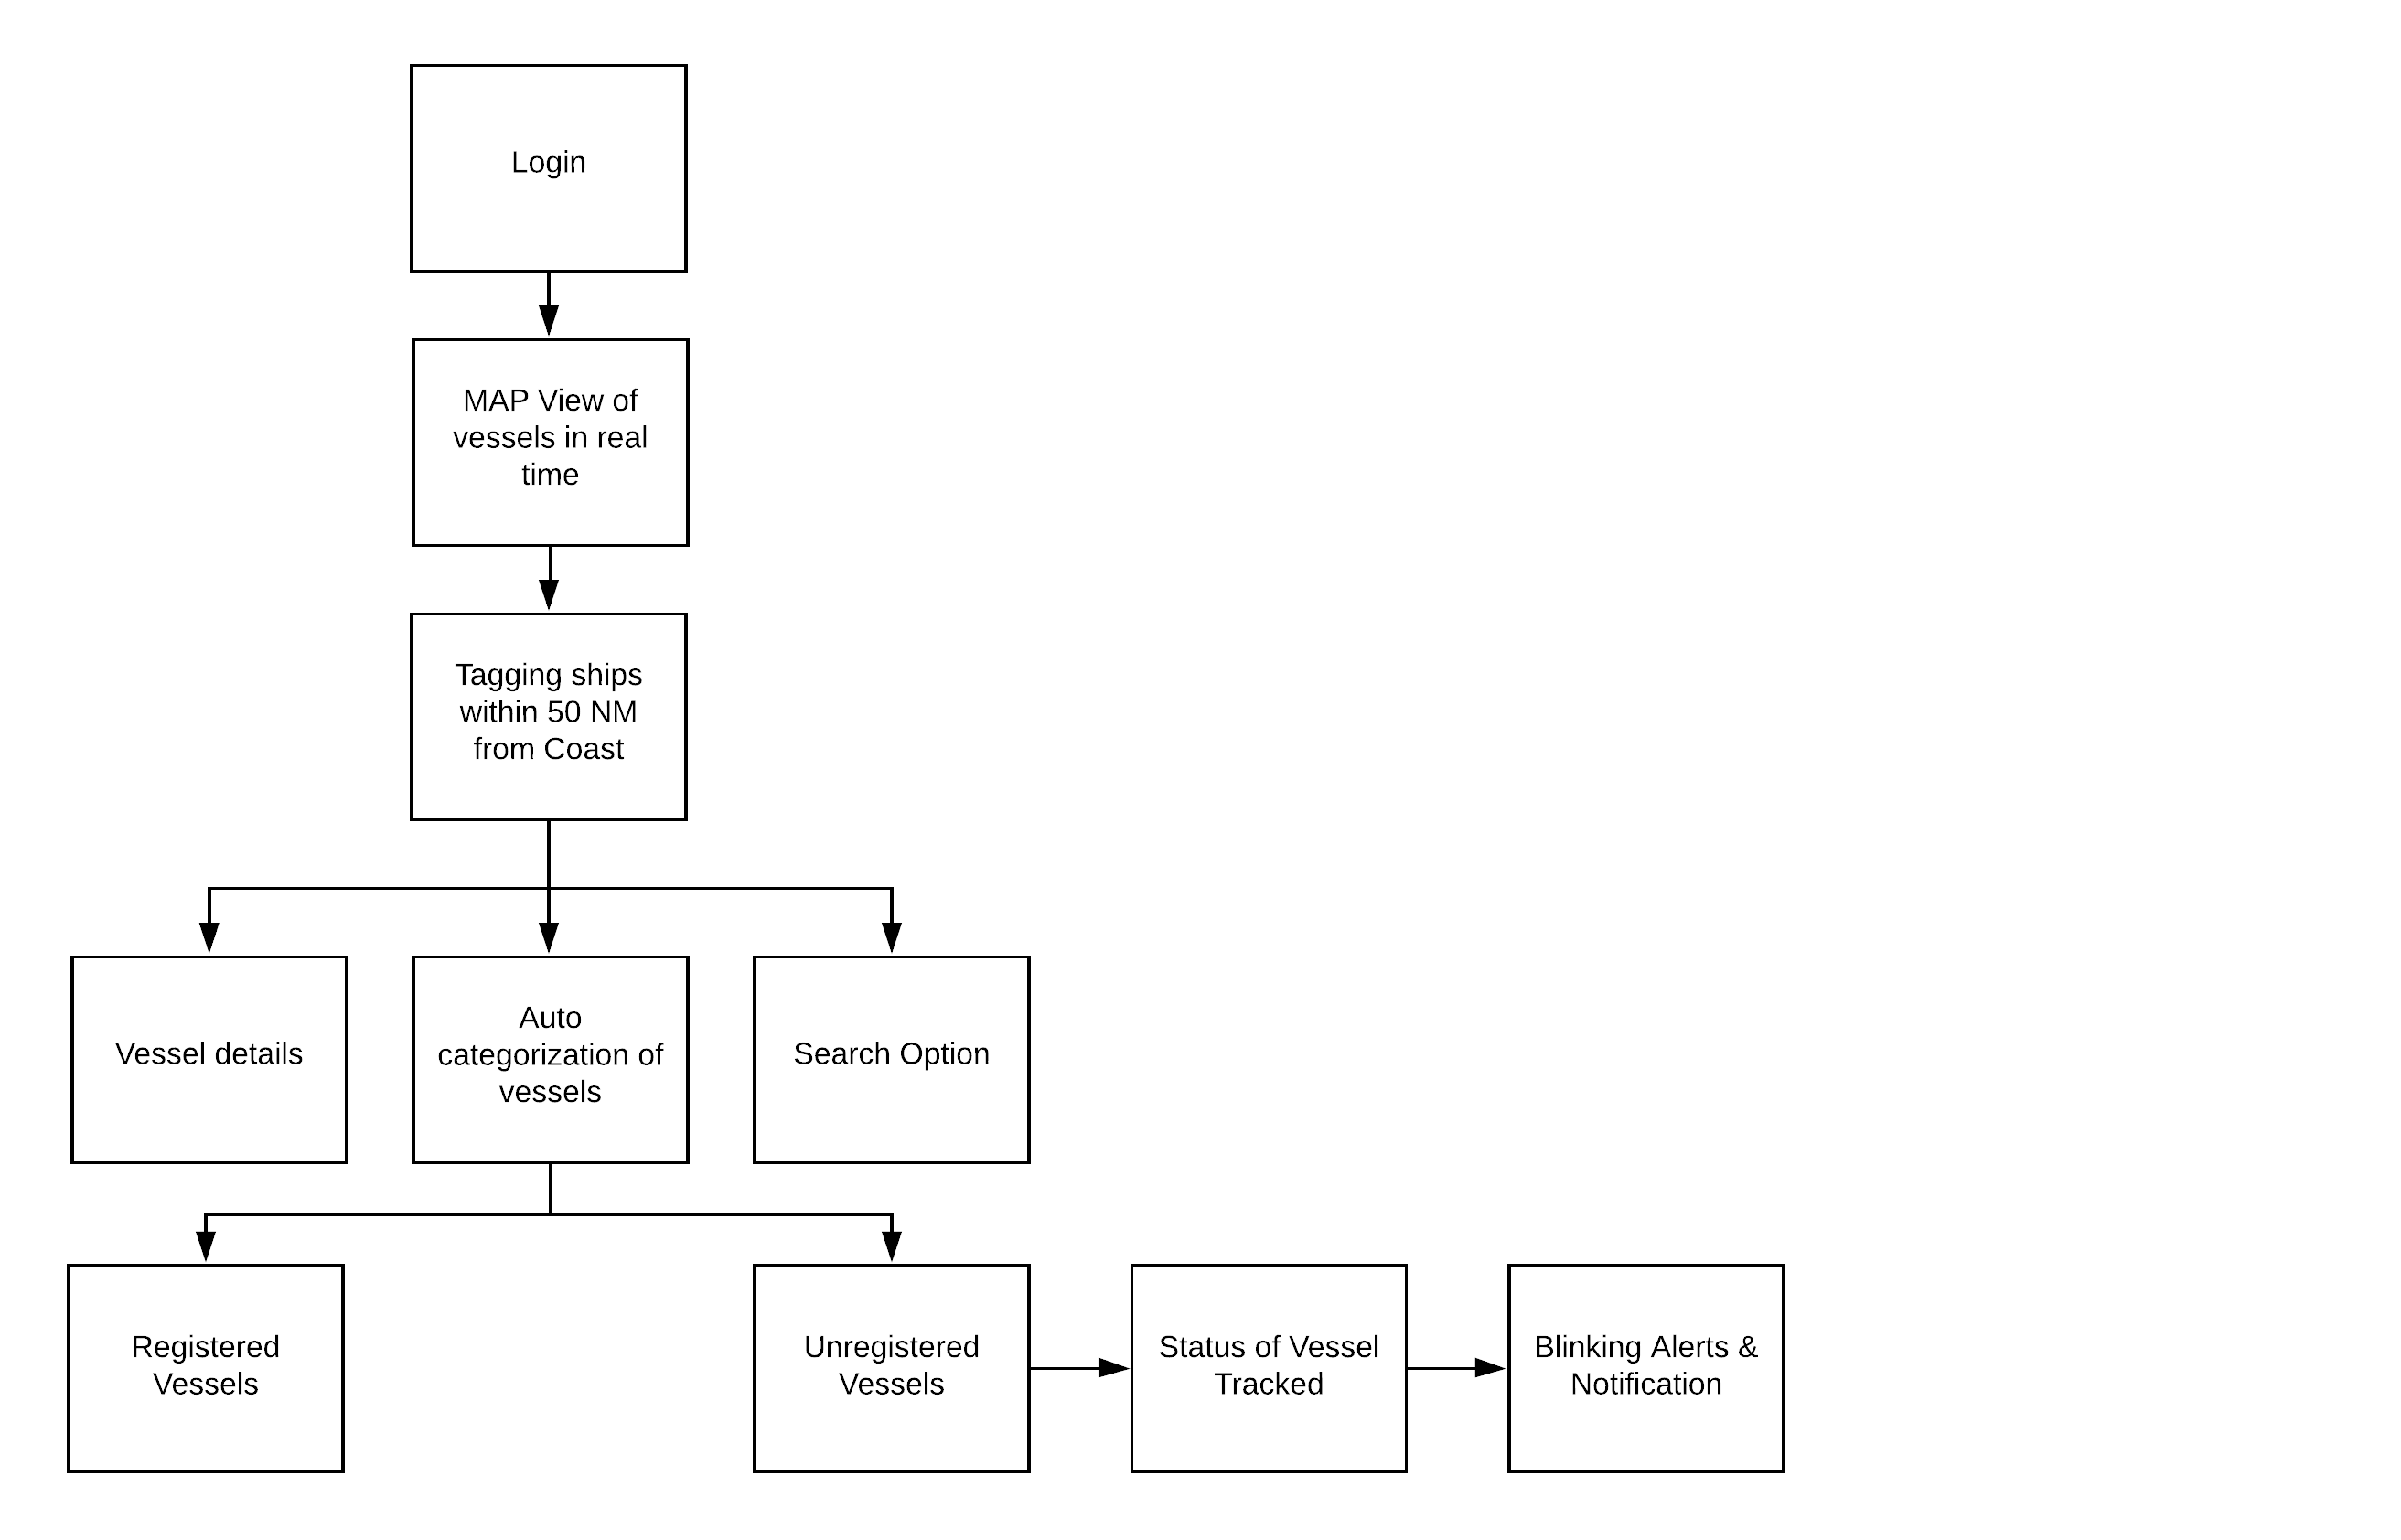 Login
MAP View of
vessels in real
time
Tagging ships
within 50 NM
from Coast
Vessel details
Auto
categorization of
vessels
Search Option
Registered
Vessels
Unregistered
Vessels
Status of Vessel
Tracked
Blinking Alerts &
Notification